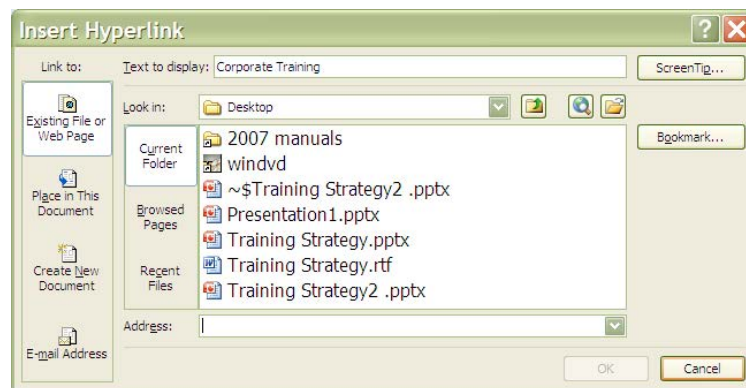 Insert Hyperlink
Link to:
Text to display: Corporate Training
ScreenTip...
Existing File or
Web Page
Look in:
Desktop
Bookmark...
Current
Folder
2007 manuals
windvd
~$Training Strategy2 .pptx
Place in This
Document
Browsed
Pages
Presentation1.pptx
Training Strategy.pptx
Create New
Document
Recent
Files
Training Strategy.rtf
Training Strategy2 .pptx
E-mail Address
Address:
OK
Cancel